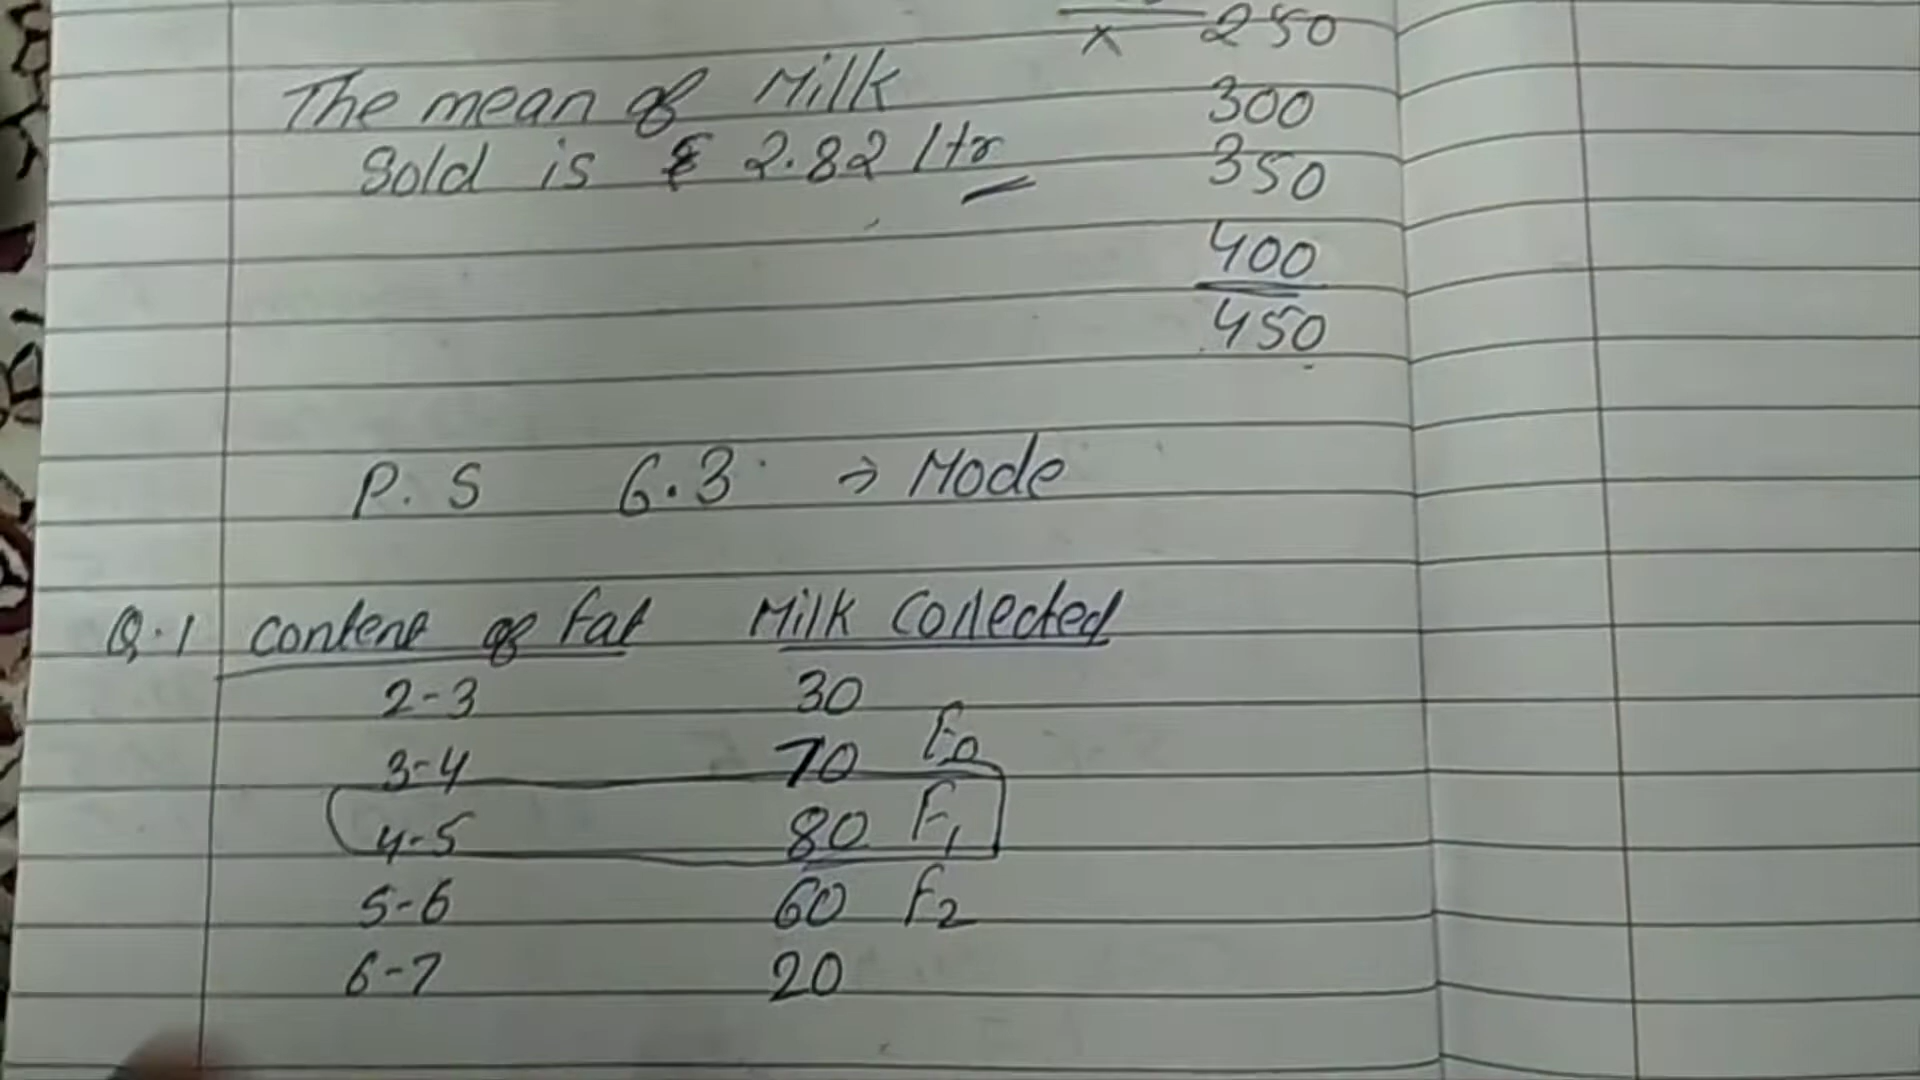 x 250
The mean of Milk 300
Sold is 2.82 ltr 350
400
450
P. S 6.3 → Mode
Q.1 Content of Fat Milk Collected
2-3 30
3-4 70 F0
4-5 80 F1
5-6 60 F2
6-7 20